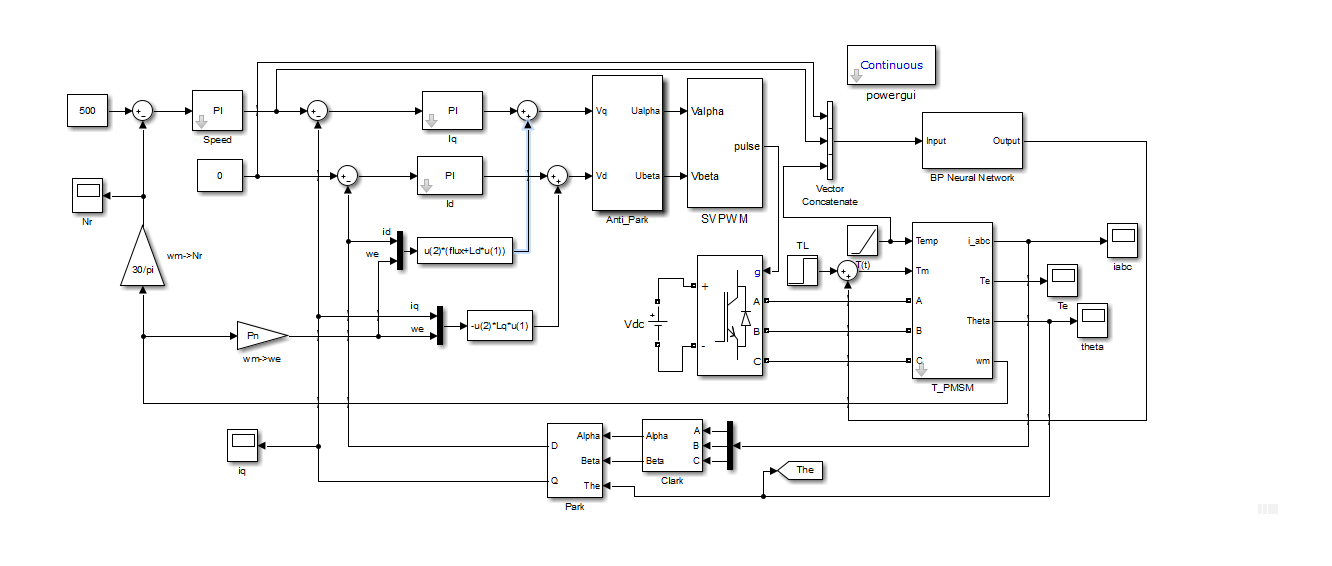 Continuous
powergui
500
PI
Speed
PI
Iq
Vq
Ualpha
Valpha
pulse
Input
Output
BP Neural Network
0
PI
Id
Vd
Ubeta
Vbeta
Anti_Park
SVPWM
Vector
Concatenate
Nr
30/pi
wm->Nr
id
we
u(2)*(flux+Ld*u(1))
iq
we
-u(2)*Lq*u(1)
Pn
wm->we
TL
T(t)
Temp
Tm
A
B
C
i_abc
Te
Theta
wm
T_PMSM
iabc
Te
theta
Vdc
+
+
-
g
A
B
C
iq
D
Q
Alpha
Beta
The
Park
Alpha
Beta
A
B
C
Clark
The